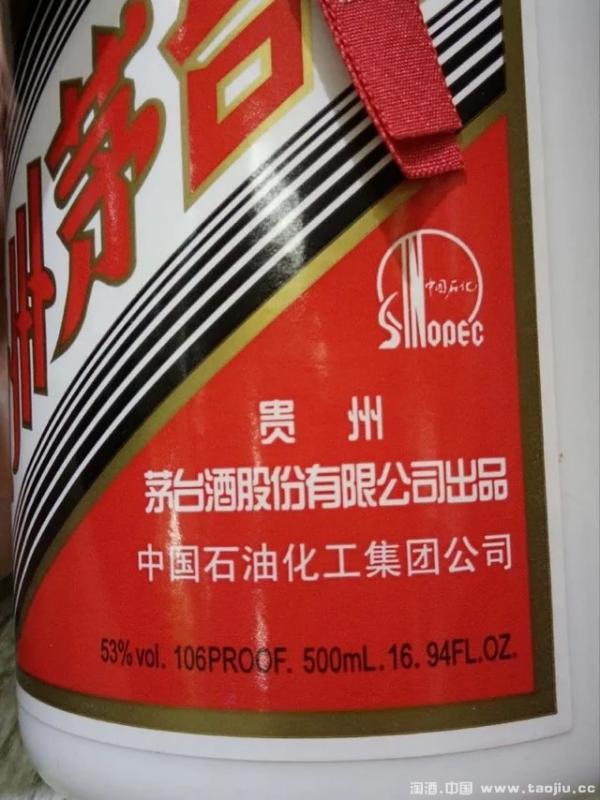 州茅台
中国石化
SINOPEC
贵州
茅台酒股份有限公司出品
中国石油化工集团公司
53%vol. 106PROOF. 500mL.16.94FL.OZ.
淘酒.中国 www.taojiu.cc